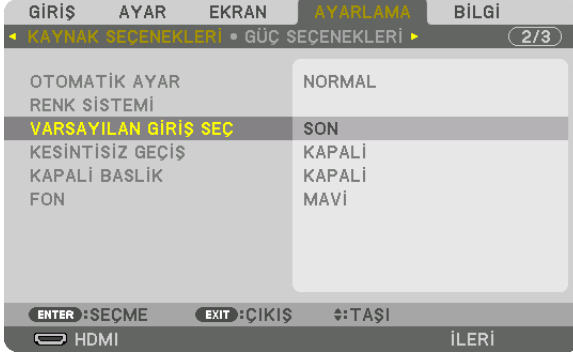 GİRİŞ AYAR EKRAN AYARLAMA BİLGİ
KAYNAK SEÇENEKLERİ GÜÇ SEÇENEKLERİ 2/3
OTOMATİK AYAR NORMAL
RENK SİSTEMİ
VARSAYILAN GİRİŞ SEÇ SON
KESİNTİSİZ GEÇİŞ KAPALİ
KAPALİ BASLİK KAPALİ
FON MAVİ
ENTER :SEÇME EXIT :ÇIKIŞ :TAŞI
HDMI İLERİ